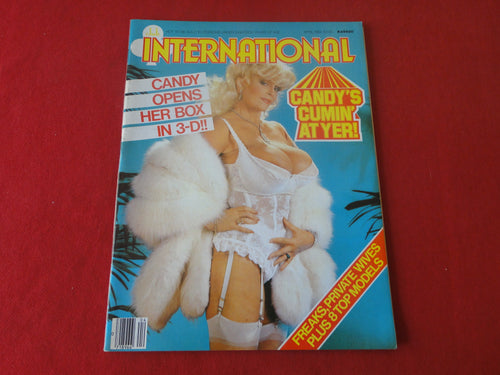 INTERNATIONAL
CANDY
OPENS
HER BOX
IN 3-D!!
CANDY'S
CUMIN'
AT YER!
FREAKS, PRIVATE WIVES
PLUS 8 TOP MODELS